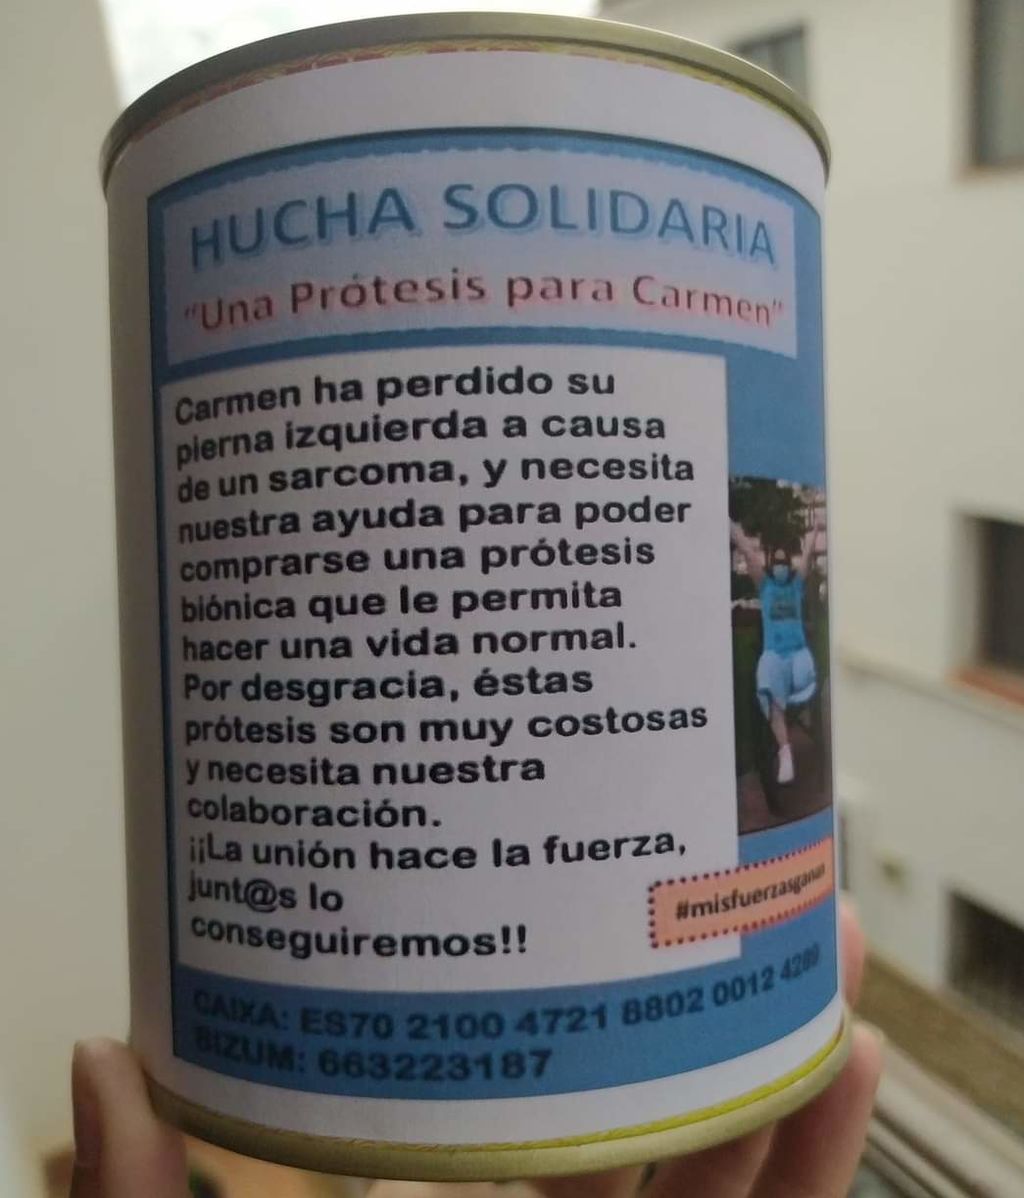 HUCHA SOLIDARIA
"Una Prótesis para Carmen"
Carmen ha perdido su
pierna izquierda a causa
de un sarcoma, y necesita
nuestra ayuda para poder
comprarse una prótesis
biónica que le permita
hacer una vida normal.
Por desgracia, éstas
prótesis son muy costosas
y necesita nuestra
colaboración.
¡¡La unión hace la fuerza,
junt@s lo
conseguiremos!!
#misfuerzasganan
CAIXA: ES70 2100 4721 8802 0012
BIZUM: 663223187